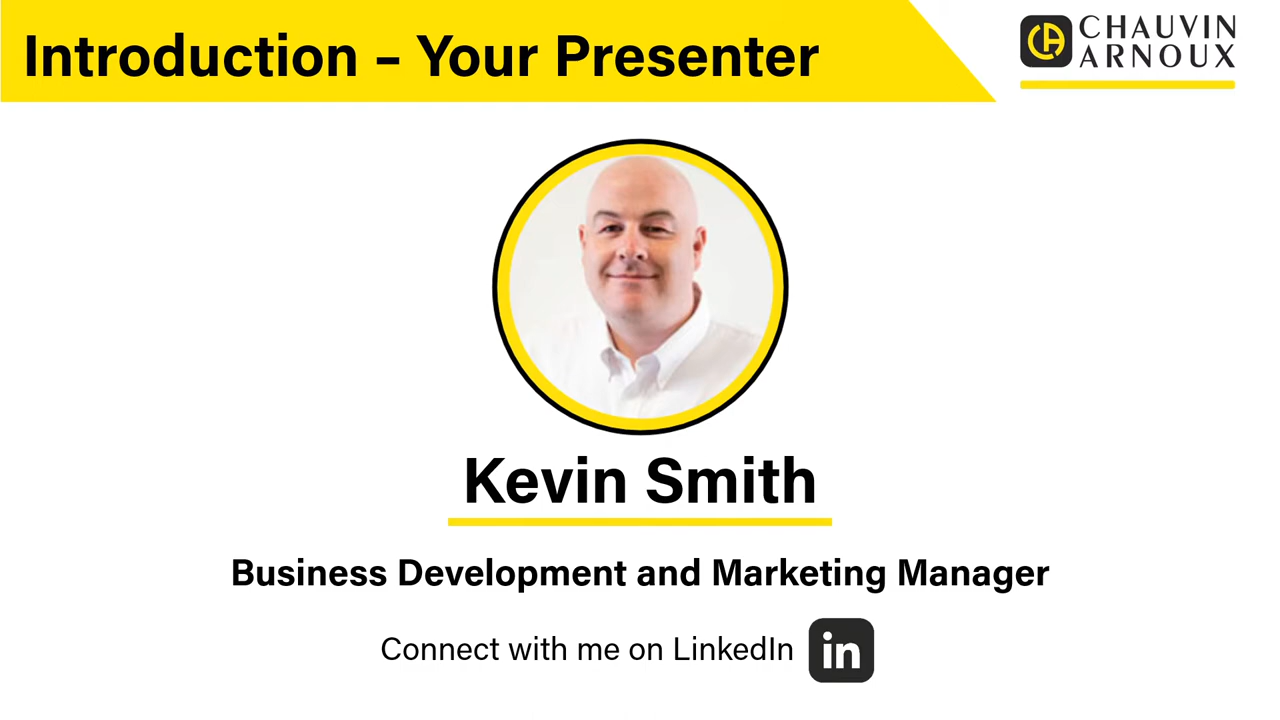 Introduction – Your Presenter
CHAUVIN
ARNOUX
Kevin Smith
Business Development and Marketing Manager
Connect with me on LinkedIn in